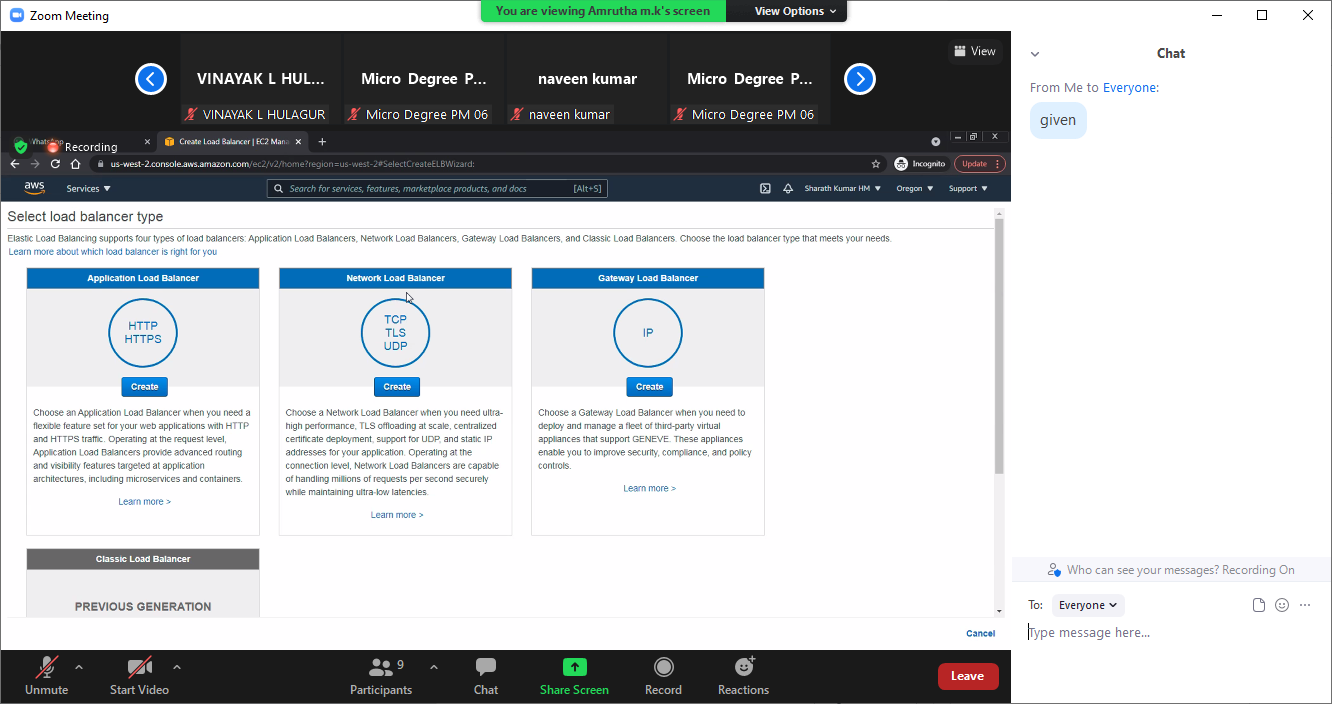 Zoom Meeting
You are viewing Amrutha m.k's screen
View Options
VINAYAK L HUL...
Micro Degree P...
naveen kumar
Micro Degree P...
View
VINAYAK L HULAGUR
Micro Degree PM 06
naveen kumar
Micro Degree PM 06
Recording
Create Load Balancer | EC2 Mana
us-west-2.console.aws.amazon.com/ec2/v2/home?region=us-west-2#SelectCreateELBWizard:
Incognito
Update
aws
Services
Search for services, features, marketplace products, and docs
[Alt+S]
Sharath Kumar HM
Oregon
Support
Select load balancer type
Elastic Load Balancing supports four types of load balancers: Application Load Balancers, Network Load Balancers, Gateway Load Balancers, and Classic Load Balancers. Choose the load balancer type that meets your needs.
Learn more about which load balancer is right for you
Application Load Balancer
HTTP
HTTPS
Create
Choose an Application Load Balancer when you need a
flexible feature set for your web applications with HTTP
and HTTPS traffic. Operating at the request level,
Application Load Balancers provide advanced routing
and visibility features targeted at application
architectures, including microservices and containers.
Learn more >
Network Load Balancer
TCP
TLS
UDP
Create
Choose a Network Load Balancer when you need ultra-
high performance, TLS offloading at scale, centralized
certificate deployment, support for UDP, and static IP
addresses for your application. Operating at the
connection level, Network Load Balancers are capable
of handling millions of requests per second securely
while maintaining ultra-low latencies.
Learn more >
Gateway Load Balancer
IP
Create
Choose a Gateway Load Balancer when you need to
deploy and manage a fleet of third-party virtual
appliances that support GENEVE. These appliances
enable you to improve security, compliance, and policy
controls.
Learn more >
Classic Load Balancer
PREVIOUS GENERATION
Cancel
Unmute
Start Video
9
Participants
Chat
Share Screen
Record
Reactions
Leave
Chat
From Me to Everyone:
given
Who can see your messages? Recording On
To:
Everyone
Type message here...